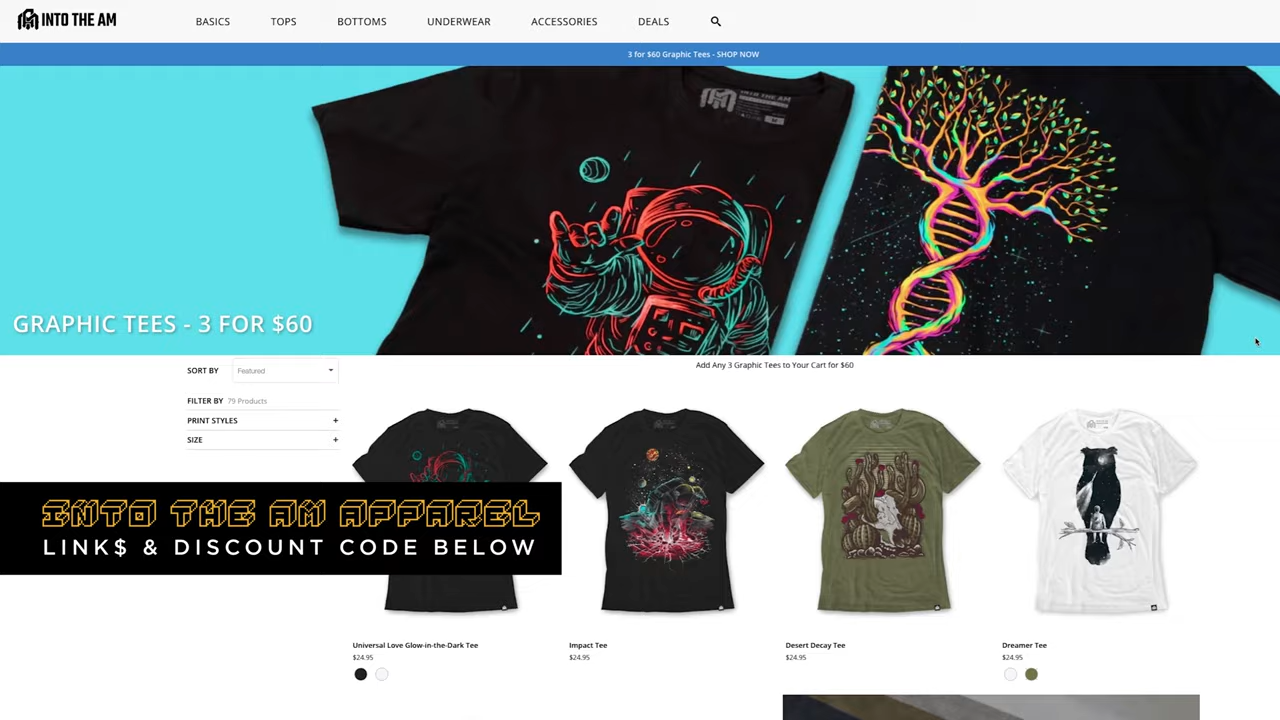 INTO THE AM
BASICS
TOPS
BOTTOMS
UNDERWEAR
ACCESSORIES
DEALS
3 for $60 Graphic Tees - SHOP NOW
INTO THE AM
GRAPHIC TEES - 3 FOR $60
SORT BY
Featured
Add Any 3 Graphic Tees to Your Cart for $60
FILTER BY 79 Products
PRINT STYLES +
SIZE +
INTO THE AM APPAREL
LINK$ & DISCOUNT CODE BELOW
Universal Love Glow-in-the-Dark Tee
$24.95
Impact Tee
$24.95
Desert Decay Tee
$24.95
Dreamer Tee
$24.95